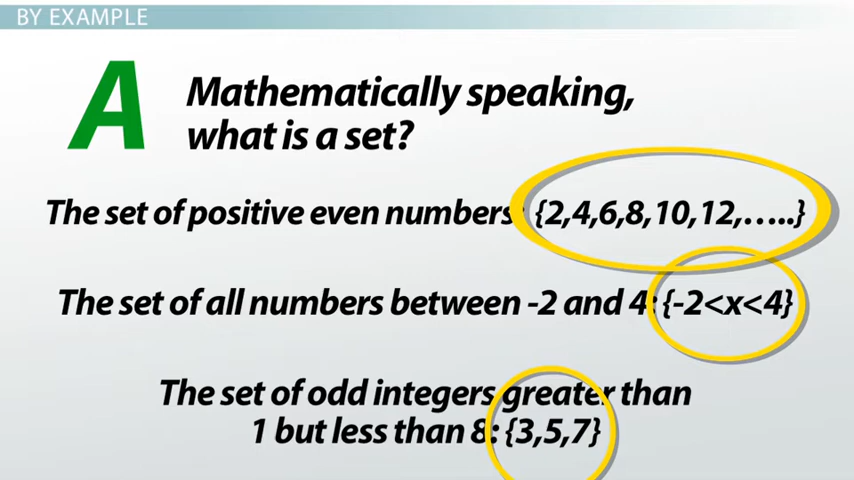 BY EXAMPLE
A
Mathematically speaking,
what is a set?
The set of positive even numbers: {2,4,6,8,10,12,…..}
The set of all numbers between -2 and 4: {-2<x<4}
The set of odd integers greater than
1 but less than 8: {3,5,7}